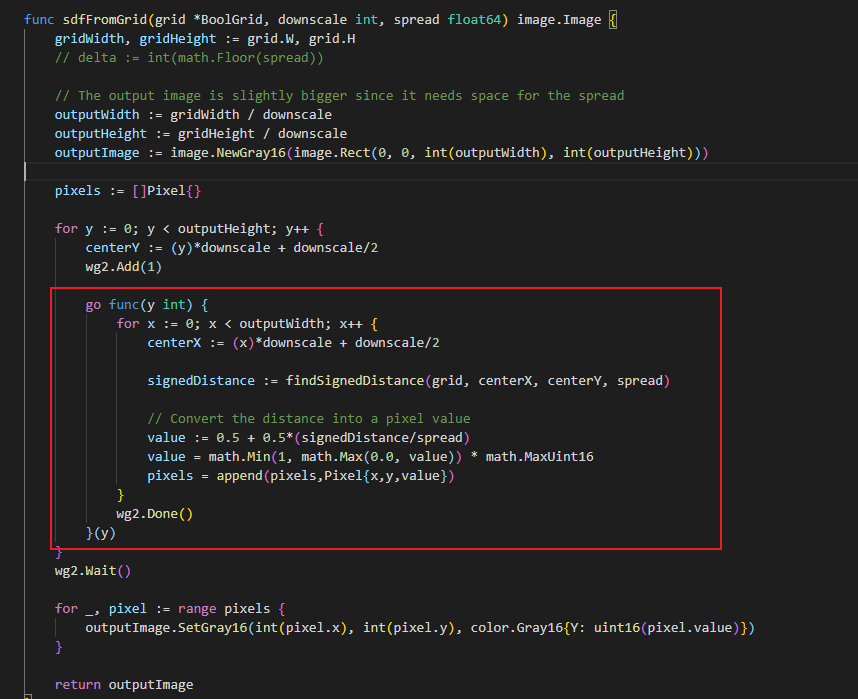 func sdfFromGrid(grid *BoolGrid, downscale int, spread float64) image.Image {
    gridWidth, gridHeight := grid.W, grid.H
    // delta := int(math.Floor(spread))

    // The output image is slightly bigger since it needs space for the spread
    outputWidth := gridWidth / downscale
    outputHeight := gridHeight / downscale
    outputImage := image.NewGray16(image.Rect(0, 0, int(outputWidth), int(outputHeight)))

    pixels := []Pixel{}

    for y := 0; y < outputHeight; y++ {
        centerY := (y)*downscale + downscale/2
        wg2.Add(1)

        go func(y int) {
            for x := 0; x < outputWidth; x++ {
                centerX := (x)*downscale + downscale/2

                signedDistance := findSignedDistance(grid, centerX, centerY, spread)

                // Convert the distance into a pixel value
                value := 0.5 + 0.5*(signedDistance/spread)
                value = math.Min(1, math.Max(0.0, value)) * math.MaxUint16
                pixels = append(pixels,Pixel{x,y,value})
            }
            wg2.Done()
        }(y)
    }
    wg2.Wait()

    for _, pixel := range pixels {
        outputImage.SetGray16(int(pixel.x), int(pixel.y), color.Gray16{Y: uint16(pixel.value)})
    }

    return outputImage